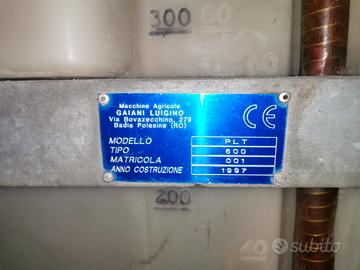 300
Macchine Agricole
GAIANI LUIGINO
Via Bovazecchino, 279
Badia Polesine (RO)
CE
MODELLO PLT
TIPO 600
MATRICOLA 001
ANNO COSTRUZIONE 1997
200
subito